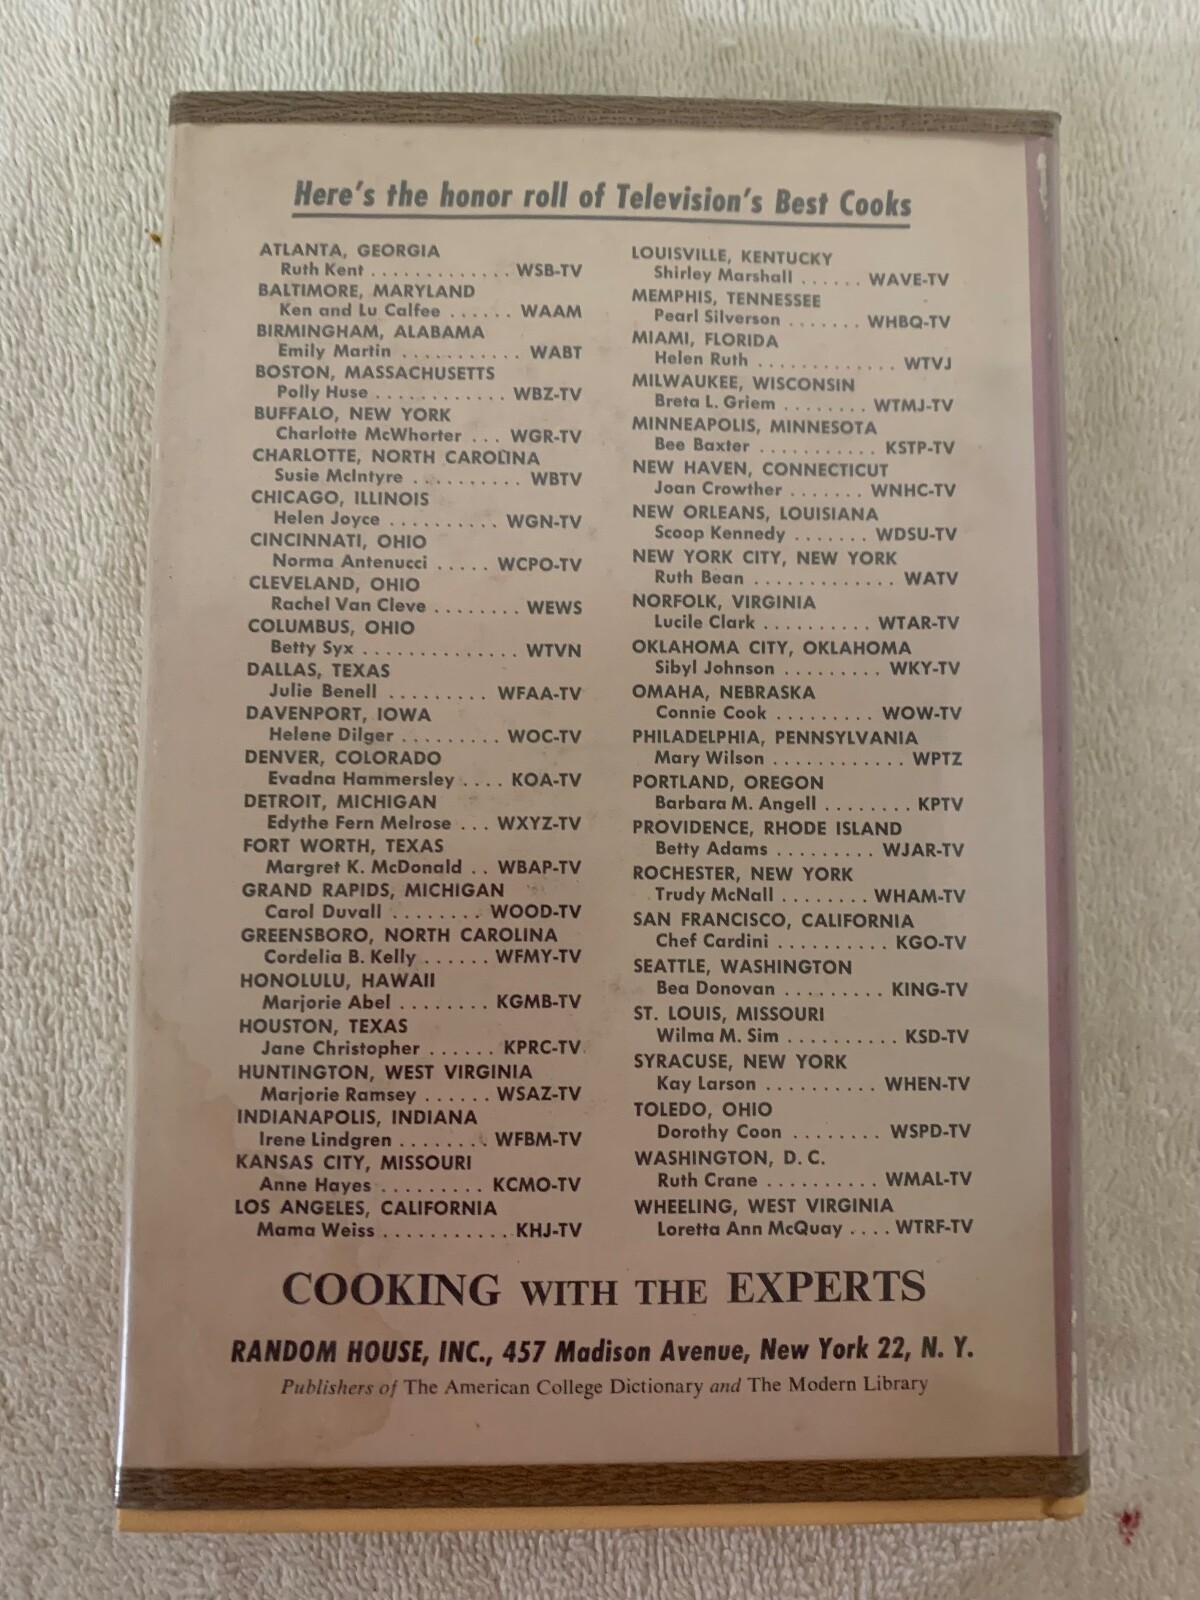 Here's the honor roll of Television's Best Cooks
ATLANTA, GEORGIA
Ruth Kent . . . . . . . . . . . . . WSB-TV
BALTIMORE, MARYLAND
Ken and Lu Calfee . . . . . . WAAM
BIRMINGHAM, ALABAMA
Emily Martin . . . . . . . . . . . WABT
BOSTON, MASSACHUSETTS
Polly Huse . . . . . . . . . . . . WBZ-TV
BUFFALO, NEW YORK
Charlotte McWhorter . . . WGR-TV
CHARLOTTE, NORTH CAROLINA
Susie McIntyre . . . . . . . . . . WBTV
CHICAGO, ILLINOIS
Helen Joyce . . . . . . . . . . WGN-TV
CINCINNATI, OHIO
Norma Antenucci . . . . . WCPO-TV
CLEVELAND, OHIO
Rachel Van Cleve . . . . . . . . WEWS
COLUMBUS, OHIO
Betty Syx . . . . . . . . . . . . . . WTVN
DALLAS, TEXAS
Julie Benell . . . . . . . . . WFAA-TV
DAVENPORT, IOWA
Helene Dilger . . . . . . . . . WOC-TV
DENVER, COLORADO
Evadna Hammersley . . . . KOA-TV
DETROIT, MICHIGAN
Edythe Fern Melrose . . . WXYZ-TV
FORT WORTH, TEXAS
Margret K. McDonald . . WBAP-TV
GRAND RAPIDS, MICHIGAN
Carol Duvall . . . . . . . . WOOD-TV
GREENSBORO, NORTH CAROLINA
Cordelia B. Kelly . . . . . . WFMY-TV
HONOLULU, HAWAII
Marjorie Abel . . . . . . . . KGMB-TV
HOUSTON, TEXAS
Jane Christopher . . . . . . KPRC-TV
HUNTINGTON, WEST VIRGINIA
Marjorie Ramsey . . . . . . WSAZ-TV
INDIANAPOLIS, INDIANA
Irene Lindgren . . . . . . . . WFBM-TV
KANSAS CITY, MISSOURI
Anne Hayes . . . . . . . . . KCMO-TV
LOS ANGELES, CALIFORNIA
Mama Weiss . . . . . . . . . . . KHJ-TV
LOUISVILLE, KENTUCKY
Shirley Marshall . . . . . . WAVE-TV
MEMPHIS, TENNESSEE
Pearl Silverson . . . . . . . WHBQ-TV
MIAMI, FLORIDA
Helen Ruth . . . . . . . . . . . . . WTVJ
MILWAUKEE, WISCONSIN
Breta L. Griem . . . . . . . . WTMJ-TV
MINNEAPOLIS, MINNESOTA
Bee Baxter . . . . . . . . . . . KSTP-TV
NEW HAVEN, CONNECTICUT
Joan Crowther . . . . . . . WNHC-TV
NEW ORLEANS, LOUISIANA
Scoop Kennedy . . . . . . . WDSU-TV
NEW YORK CITY, NEW YORK
Ruth Bean . . . . . . . . . . . . . WATV
NORFOLK, VIRGINIA
Lucile Clark . . . . . . . . . . WTAR-TV
OKLAHOMA CITY, OKLAHOMA
Sibyl Johnson . . . . . . . . . WKY-TV
OMAHA, NEBRASKA
Connie Cook . . . . . . . . . WOW-TV
PHILADELPHIA, PENNSYLVANIA
Mary Wilson . . . . . . . . . . . . WPTZ
PORTLAND, OREGON
Barbara M. Angell . . . . . . . . KPTV
PROVIDENCE, RHODE ISLAND
Betty Adams . . . . . . . . . WJAR-TV
ROCHESTER, NEW YORK
Trudy McNall . . . . . . . . WHAM-TV
SAN FRANCISCO, CALIFORNIA
Chef Cardini . . . . . . . . . . KGO-TV
SEATTLE, WASHINGTON
Bea Donovan . . . . . . . . . KING-TV
ST. LOUIS, MISSOURI
Wilma M. Sim . . . . . . . . . . KSD-TV
SYRACUSE, NEW YORK
Kay Larson . . . . . . . . . . WHEN-TV
TOLEDO, OHIO
Dorothy Coon . . . . . . . . WSPD-TV
WASHINGTON, D. C.
Ruth Crane . . . . . . . . . . WMAL-TV
WHEELING, WEST VIRGINIA
Loretta Ann McQuay . . . . WTRF-TV
COOKING WITH THE EXPERTS
RANDOM HOUSE, INC., 457 Madison Avenue, New York 22, N. Y.
Publishers of The American College Dictionary and The Modern Library